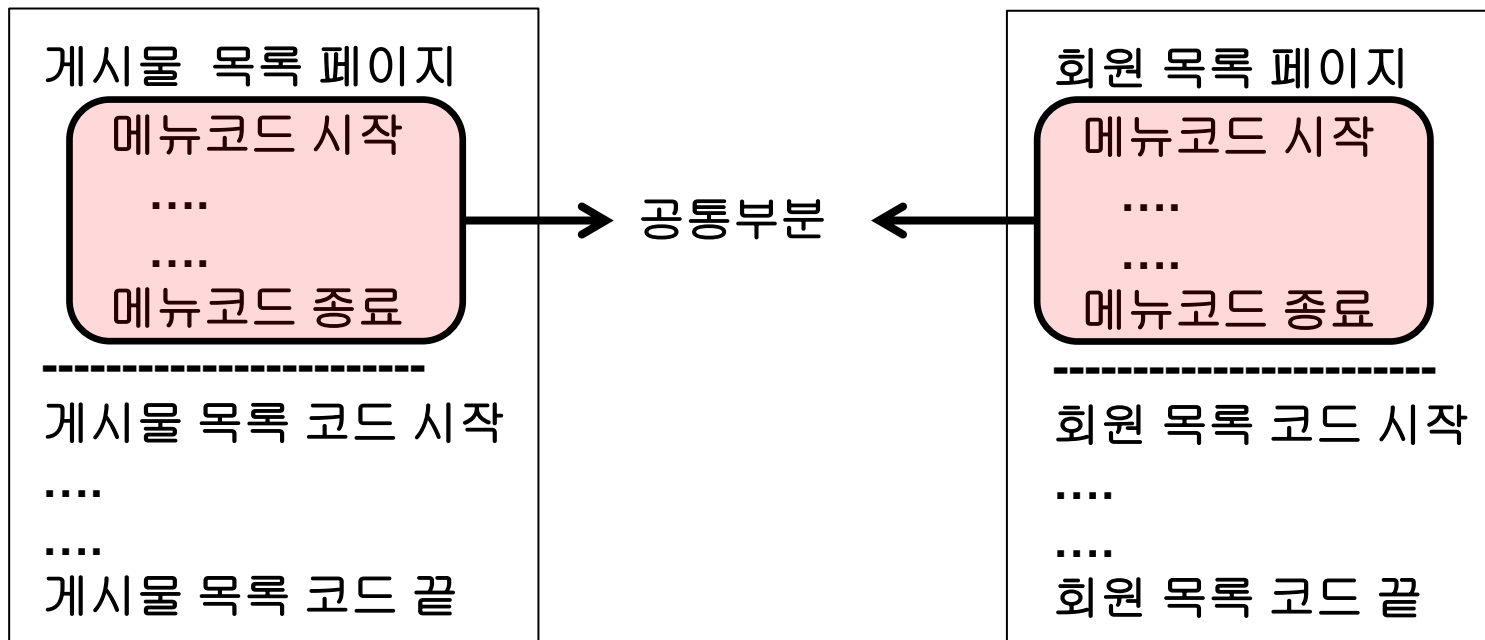 게시물 목록 페이지
메뉴코드 시작
....
....
메뉴코드 종료
------------------------
게시물 목록 코드 시작
....
....
게시물 목록 코드 끝
공통부분
회원 목록 페이지
메뉴코드 시작
....
....
메뉴코드 종료
------------------------
회원 목록 코드 시작
....
....
회원 목록 코드 끝